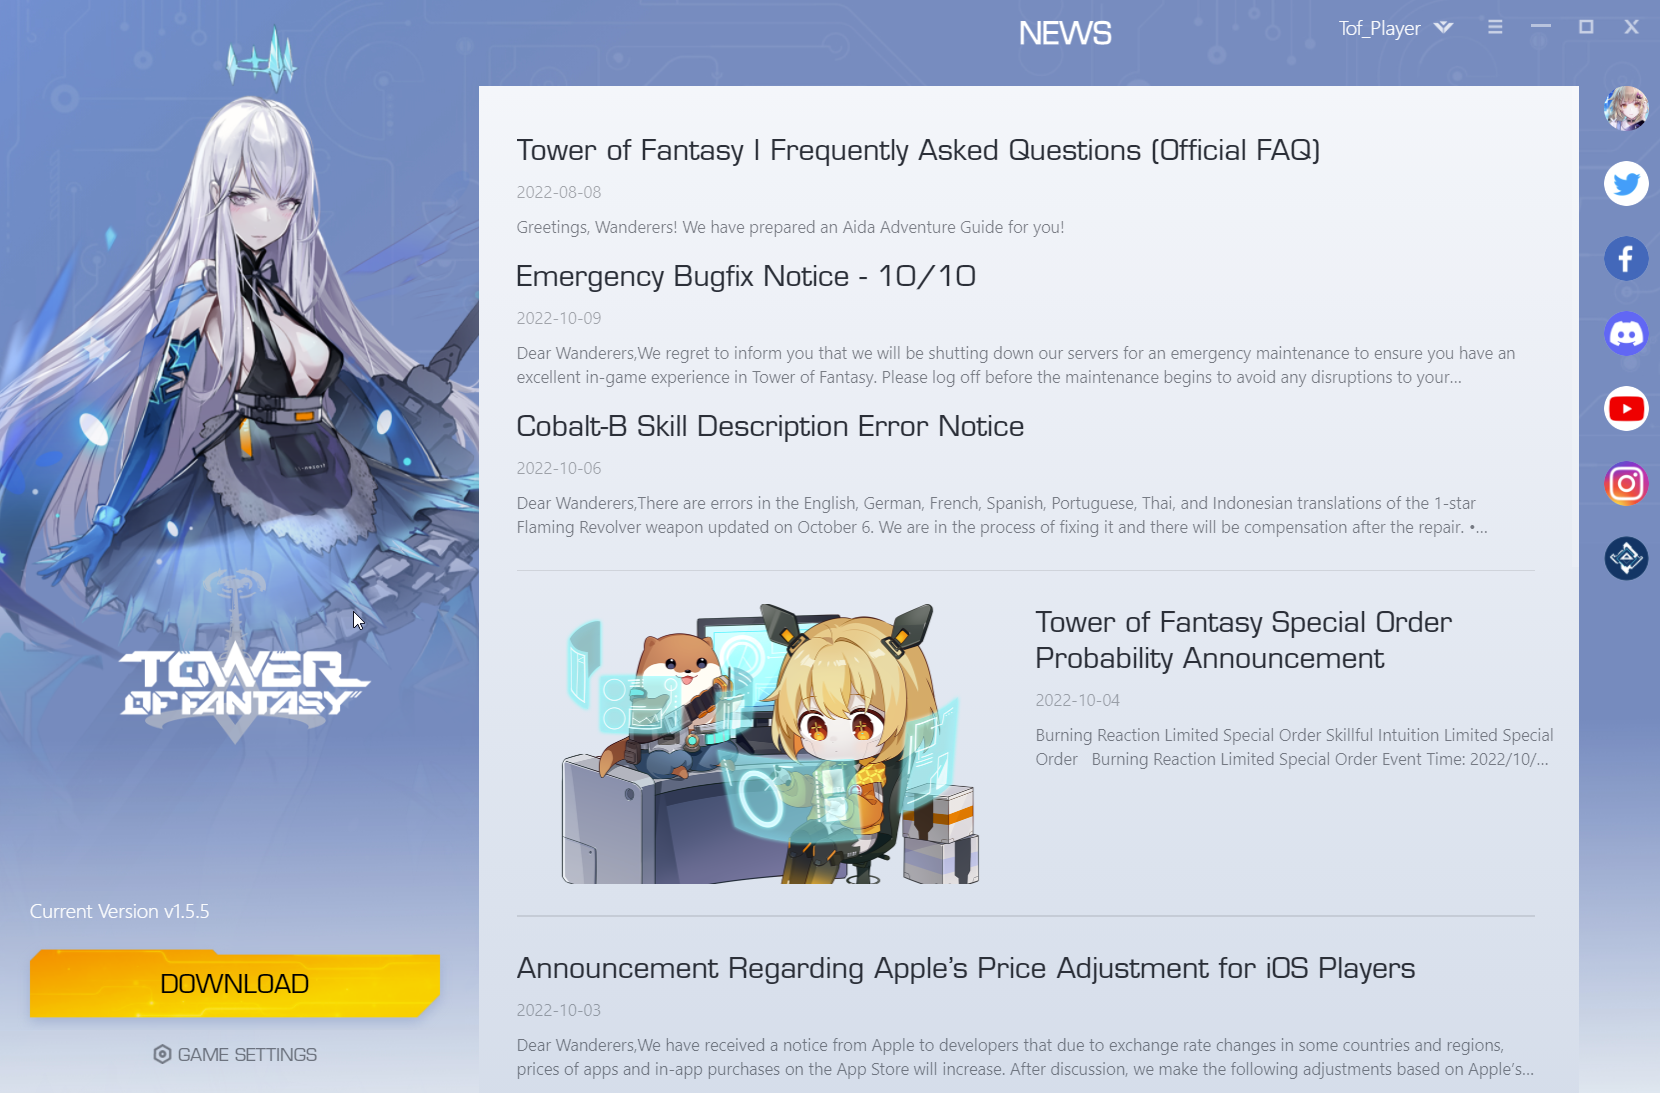 NEWS
Tof_Player
Tower of Fantasy | Frequently Asked Questions (Official FAQ)
2022-08-08
Greetings, Wanderers! We have prepared an Aida Adventure Guide for you!
Emergency Bugfix Notice - 10/10
2022-10-09
Dear Wanderers,We regret to inform you that we will be shutting down our servers for an emergency maintenance to ensure you have an
excellent in-game experience in Tower of Fantasy. Please log off before the maintenance begins to avoid any disruptions to your...
Cobalt-B Skill Description Error Notice
2022-10-06
Dear Wanderers,There are errors in the English, German, French, Spanish, Portuguese, Thai, and Indonesian translations of the 1-star
Flaming Revolver weapon updated on October 6. We are in the process of fixing it and there will be compensation after the repair. •...
Tower of Fantasy Special Order
Probability Announcement
2022-10-04
Burning Reaction Limited Special Order Skillful Intuition Limited Special
Order Burning Reaction Limited Special Order Event Time: 2022/10/...
Announcement Regarding Apple's Price Adjustment for iOS Players
2022-10-03
Dear Wanderers,We have received a notice from Apple to developers that due to exchange rate changes in some countries and regions,
prices of apps and in-app purchases on the App Store will increase. After discussion, we make the following adjustments based on Apple's...
TOWER
OF FANTASY
Current Version v1.5.5
DOWNLOAD
GAME SETTINGS